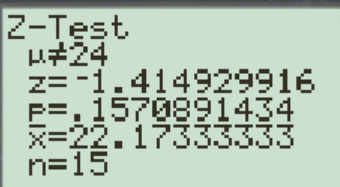 Z-Test
μ≠24
z=-1.414929916
p=.1570891434
x̄=22.17333333
n=15